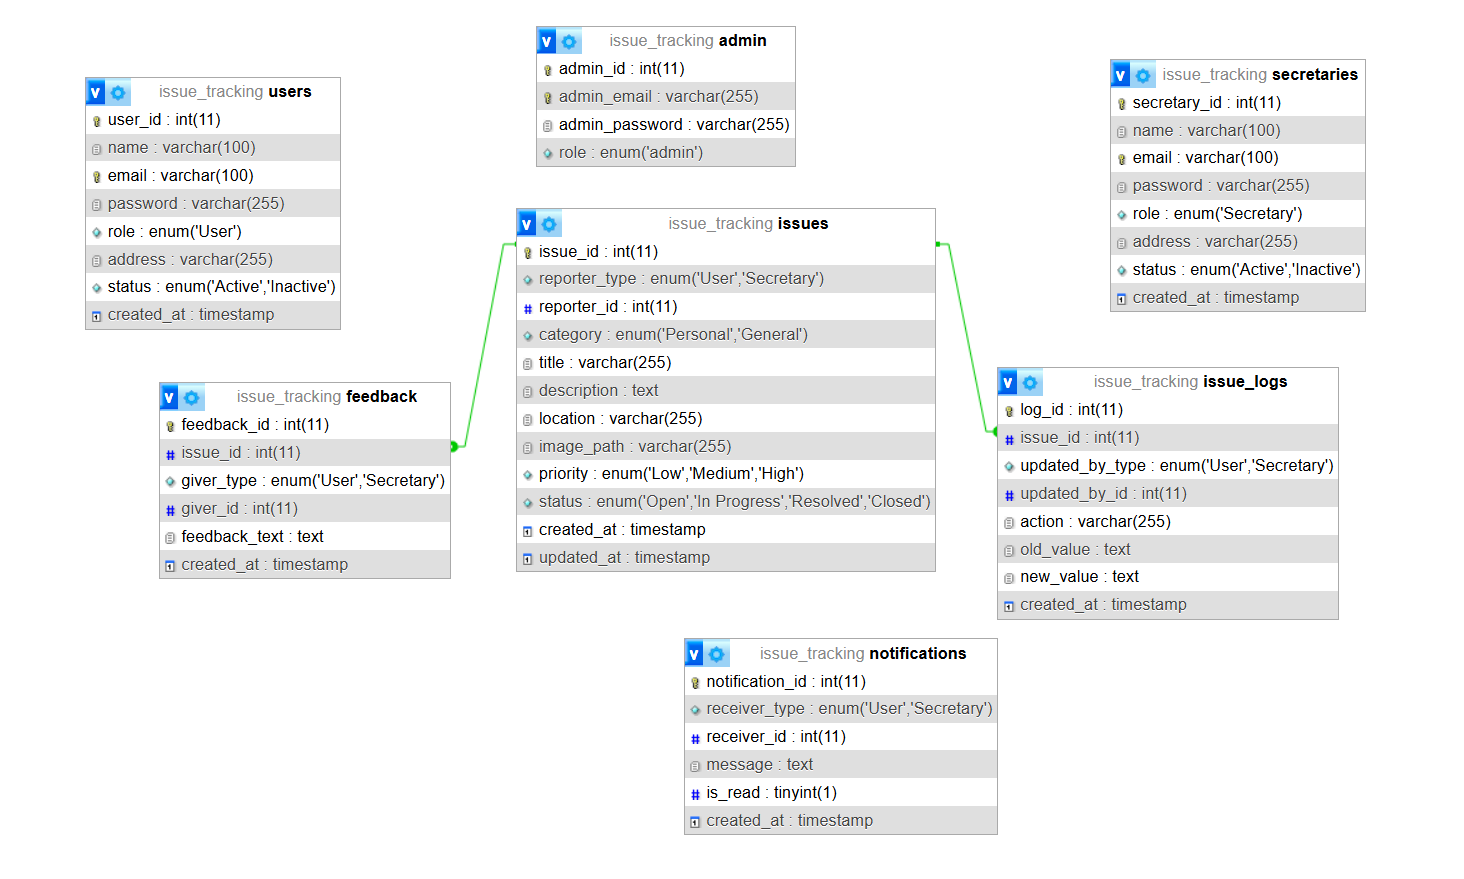 issue_tracking admin
admin_id : int(11)
admin_email : varchar(255)
admin_password : varchar(255)
role : enum('admin')
issue_tracking users
user_id : int(11)
name : varchar(100)
email : varchar(100)
password : varchar(255)
role : enum('User')
address : varchar(255)
status : enum('Active','Inactive')
created_at : timestamp
issue_tracking secretaries
secretary_id : int(11)
name : varchar(100)
email : varchar(100)
password : varchar(255)
role : enum('Secretary')
address : varchar(255)
status : enum('Active','Inactive')
created_at : timestamp
issue_tracking issues
issue_id : int(11)
reporter_type : enum('User','Secretary')
reporter_id : int(11)
category : enum('Personal','General')
title : varchar(255)
description : text
location : varchar(255)
image_path : varchar(255)
priority : enum('Low','Medium','High')
status : enum('Open','In Progress','Resolved','Closed')
created_at : timestamp
updated_at : timestamp
issue_tracking feedback
feedback_id : int(11)
issue_id : int(11)
giver_type : enum('User','Secretary')
giver_id : int(11)
feedback_text : text
created_at : timestamp
issue_tracking issue_logs
log_id : int(11)
issue_id : int(11)
updated_by_type : enum('User','Secretary')
updated_by_id : int(11)
action : varchar(255)
old_value : text
new_value : text
created_at : timestamp
issue_tracking notifications
notification_id : int(11)
receiver_type : enum('User','Secretary')
receiver_id : int(11)
message : text
is_read : tinyint(1)
created_at : timestamp